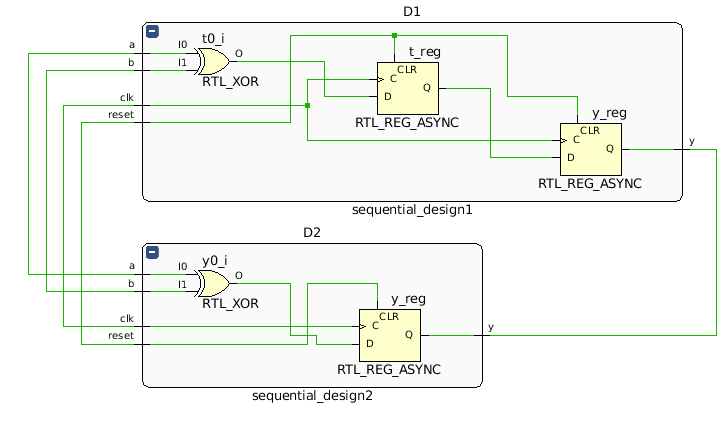 D1
t0_i
a I0 O
b I1
RTL_XOR
clk
reset
t_reg
CLR
C
D Q
RTL_REG_ASYNC
y_reg
CLR
C Q
D
RTL_REG_ASYNC
y
sequential_design1
D2
y0_i
a I0 O
b I1
RTL_XOR
clk
reset
y_reg
CLR
C
D Q
RTL_REG_ASYNC
y
sequential_design2